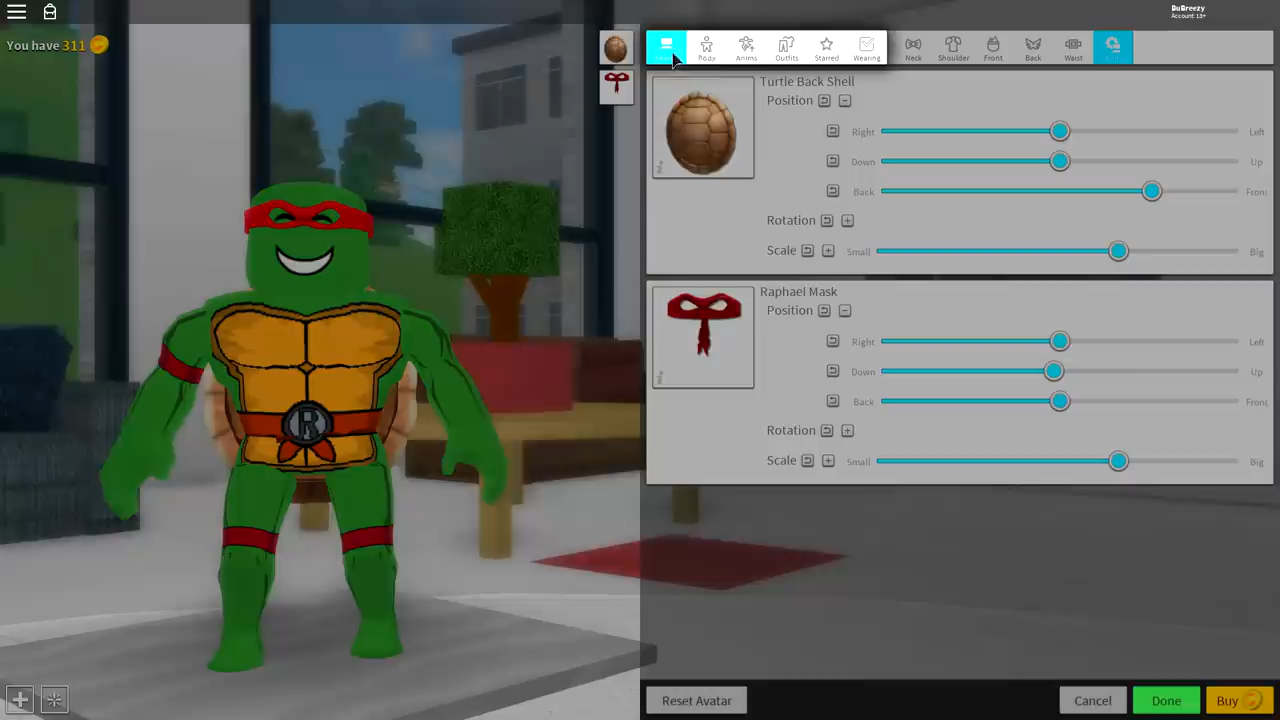 BuBreezy
Account: 13+
You have 311
Body
Anims
Outfits
Starred
Wearing
Neck
Shoulder
Front
Back
Waist
Turtle Back Shell
Position
Right Left
Down Up
Back Front
Rotation
Scale Small Big
Raphael Mask
Position
Right Left
Down Up
Back Front
Rotation
Scale Small Big
R
Reset Avatar
Cancel
Done
Buy